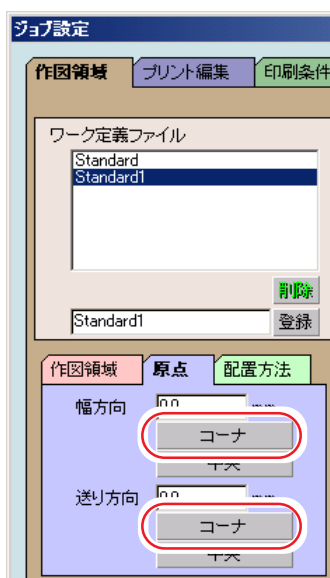 ジョブ設定
作図領域 プリント編集 印刷条件
ワーク定義ファイル
Standard
Standard1
削除
Standard1 登録
作図領域 原点 配置方法
幅方向 0.0
コーナ
中央
送り方向 0.0
コーナ
中央